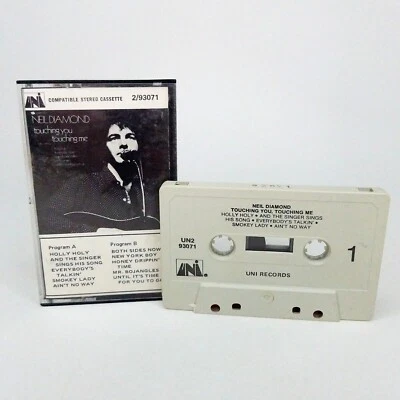 UNI
COMPATIBLE STEREO CASSETTE 2/93071
NEIL DIAMOND
touching you
touching me
Program A
HOLLY HOLY
AND THE SINGER
SINGS HIS SONG
EVERYBODY'S
TALKIN'
SMOKEY LADY
AIN'T NO WAY
Program B
BOTH SIDES NOW
NEW YORK BOY
HONEY DRIPPIN'
TIME
MR. BOJANGLES
UNTIL IT'S TIME
FOR YOU TO
NEIL DIAMOND
TOUCHING YOU, TOUCHING ME
HOLLY HOLY • AND THE SINGER SINGS
HIS SONG • EVERYBODY'S TALKIN' •
SMOKEY LADY • AIN'T NO WAY
UN2
93071
1
UNI
UNI RECORDS